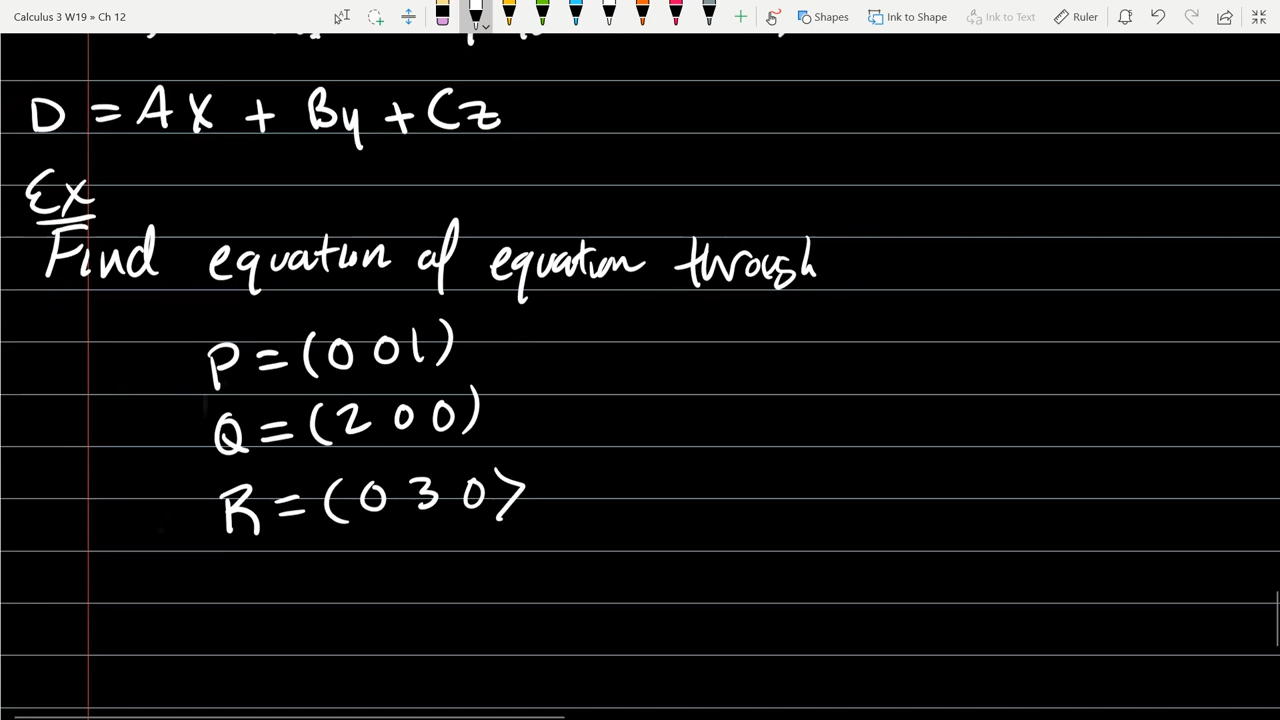 Calculus 3 W19 » Ch 12
Shapes Ink to Shape Ink to Text Ruler
D = AX + By + Cz
Ex
Find equation of equation through
P = (0 0 1)
Q = (2 0 0)
R = (0 3 0>